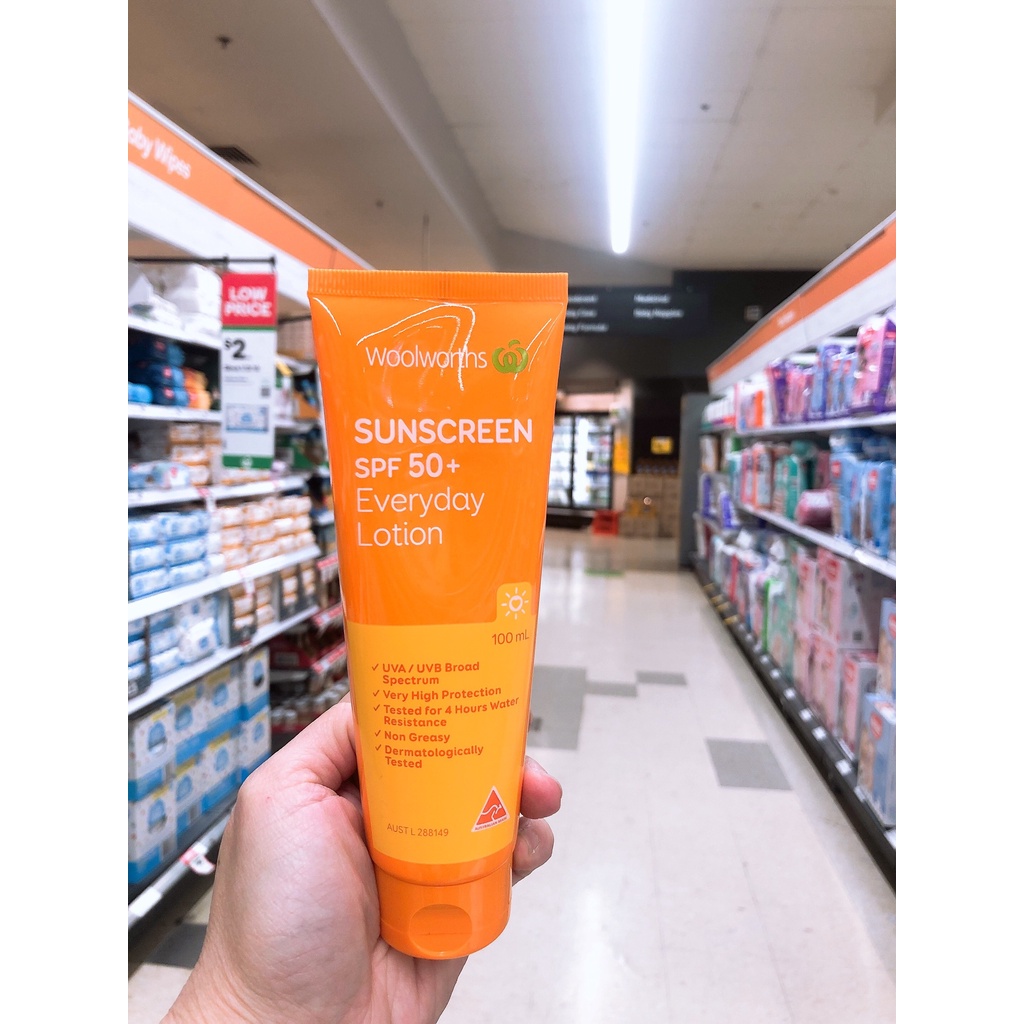 Baby Wipes
LOW
PRICE
$2
Woolworths
SUNSCREEN
SPF 50+
Everyday
Lotion
100 mL
✓ UVA / UVB Broad
Spectrum
✓ Very High Protection
✓ Tested for 4 Hours Water
Resistance
✓ Non Greasy
✓ Dermatologically
Tested
AUST L 288149